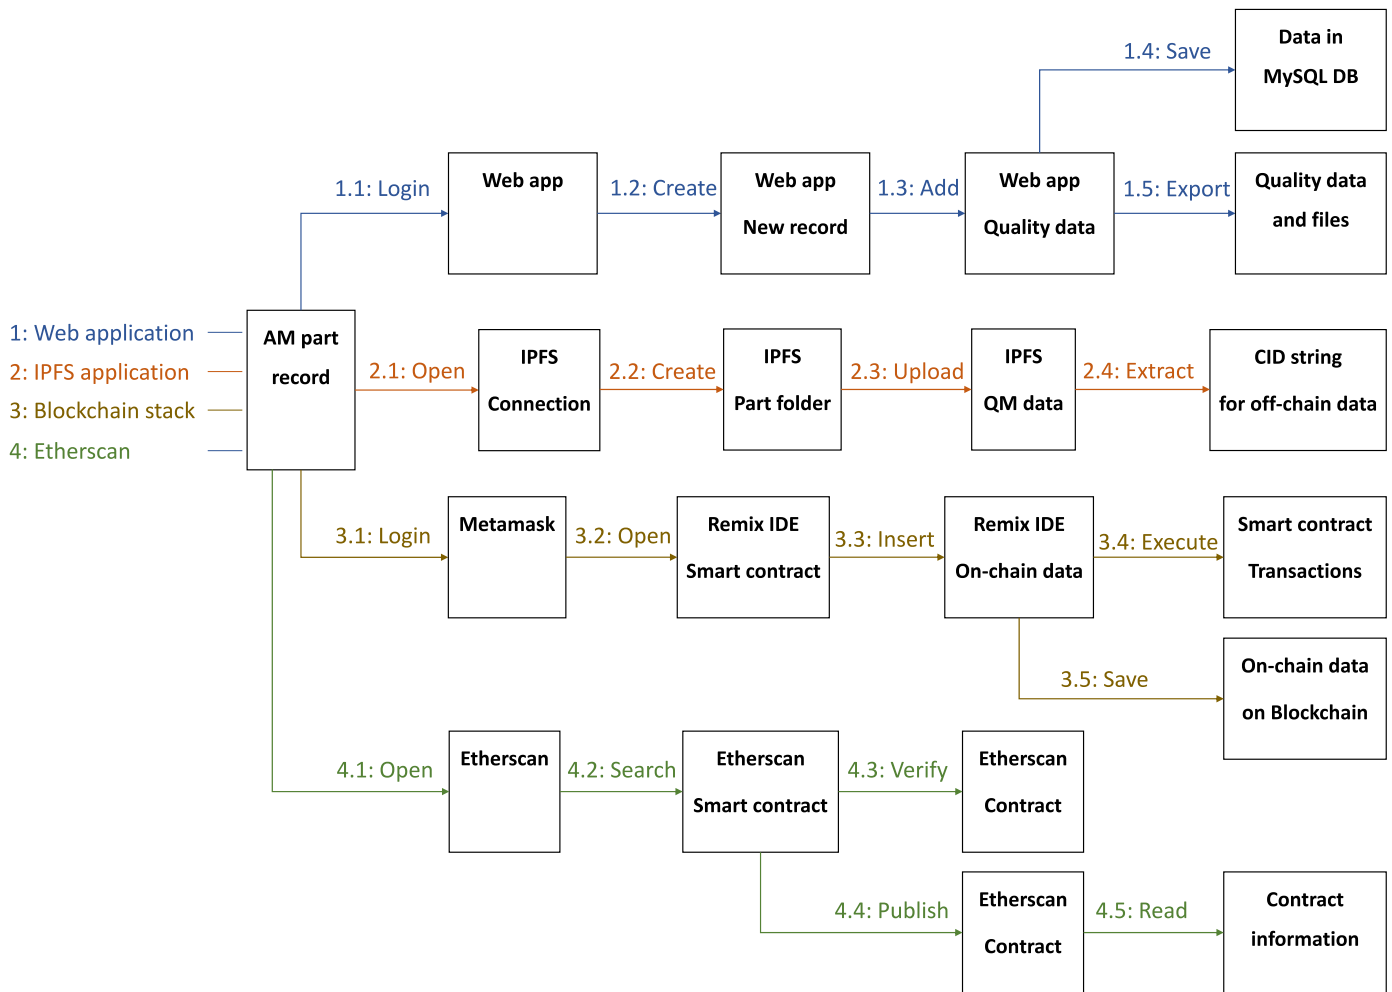 1.4: Save
Data in
MySQL DB
1.1: Login
Web app
1.2: Create
Web app
New record
1.3: Add
Web app
Quality data
1.5: Export
Quality data
and files
1: Web application
2: IPFS application
3: Blockchain stack
4: Etherscan
AM part
record
2.1: Open
IPFS
Connection
2.2: Create
IPFS
Part folder
2.3: Upload
IPFS
QM data
2.4: Extract
CID string
for off-chain data
3.1: Login
Metamask
3.2: Open
Remix IDE
Smart contract
3.3: Insert
Remix IDE
On-chain data
3.4: Execute
Smart contract
Transactions
3.5: Save
On-chain data
on Blockchain
4.1: Open
Etherscan
4.2: Search
Etherscan
Smart contract
4.3: Verify
Etherscan
Contract
4.4: Publish
Etherscan
Contract
4.5: Read
Contract
information